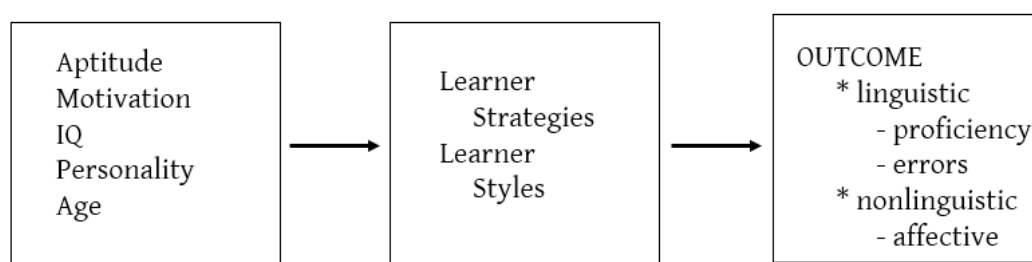 Aptitude
Motivation
IQ
Personality
Age
Learner
Strategies
Learner
Styles
OUTCOME
* linguistic
- proficiency
- errors
* nonlinguistic
- affective